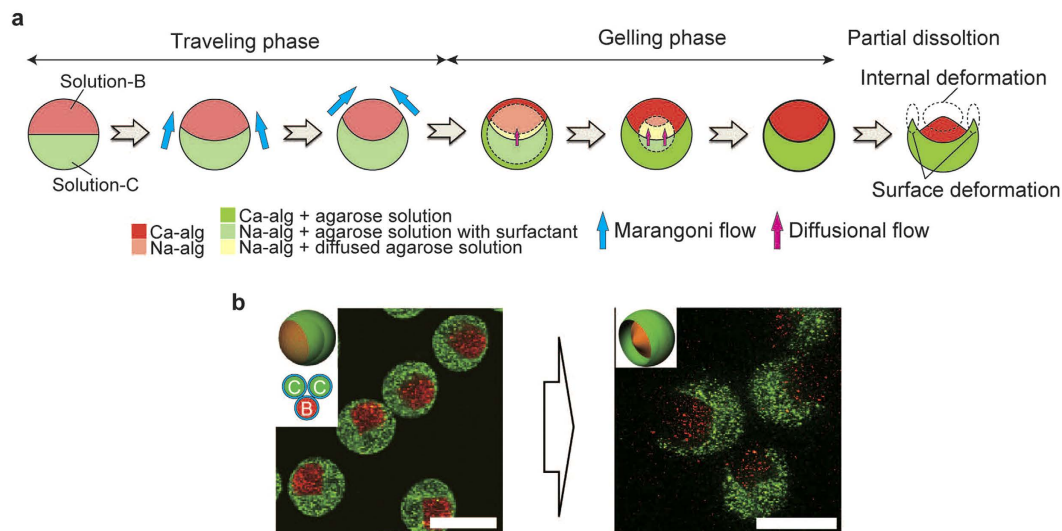 a
Traveling phase
Gelling phase
Partial dissoltion
Solution-B
Solution-C
Internal deformation
Surface deformation
Ca-alg
Na-alg
Ca-alg + agarose solution
Na-alg + agarose solution with surfactant
Na-alg + diffused agarose solution
Marangoni flow
Diffusional flow
b
C C
B